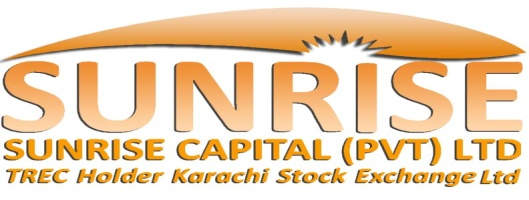 SUNRISE
SUNRISE CAPITAL (PVT) LTD
TREC Holder Karachi Stock Exchange Ltd